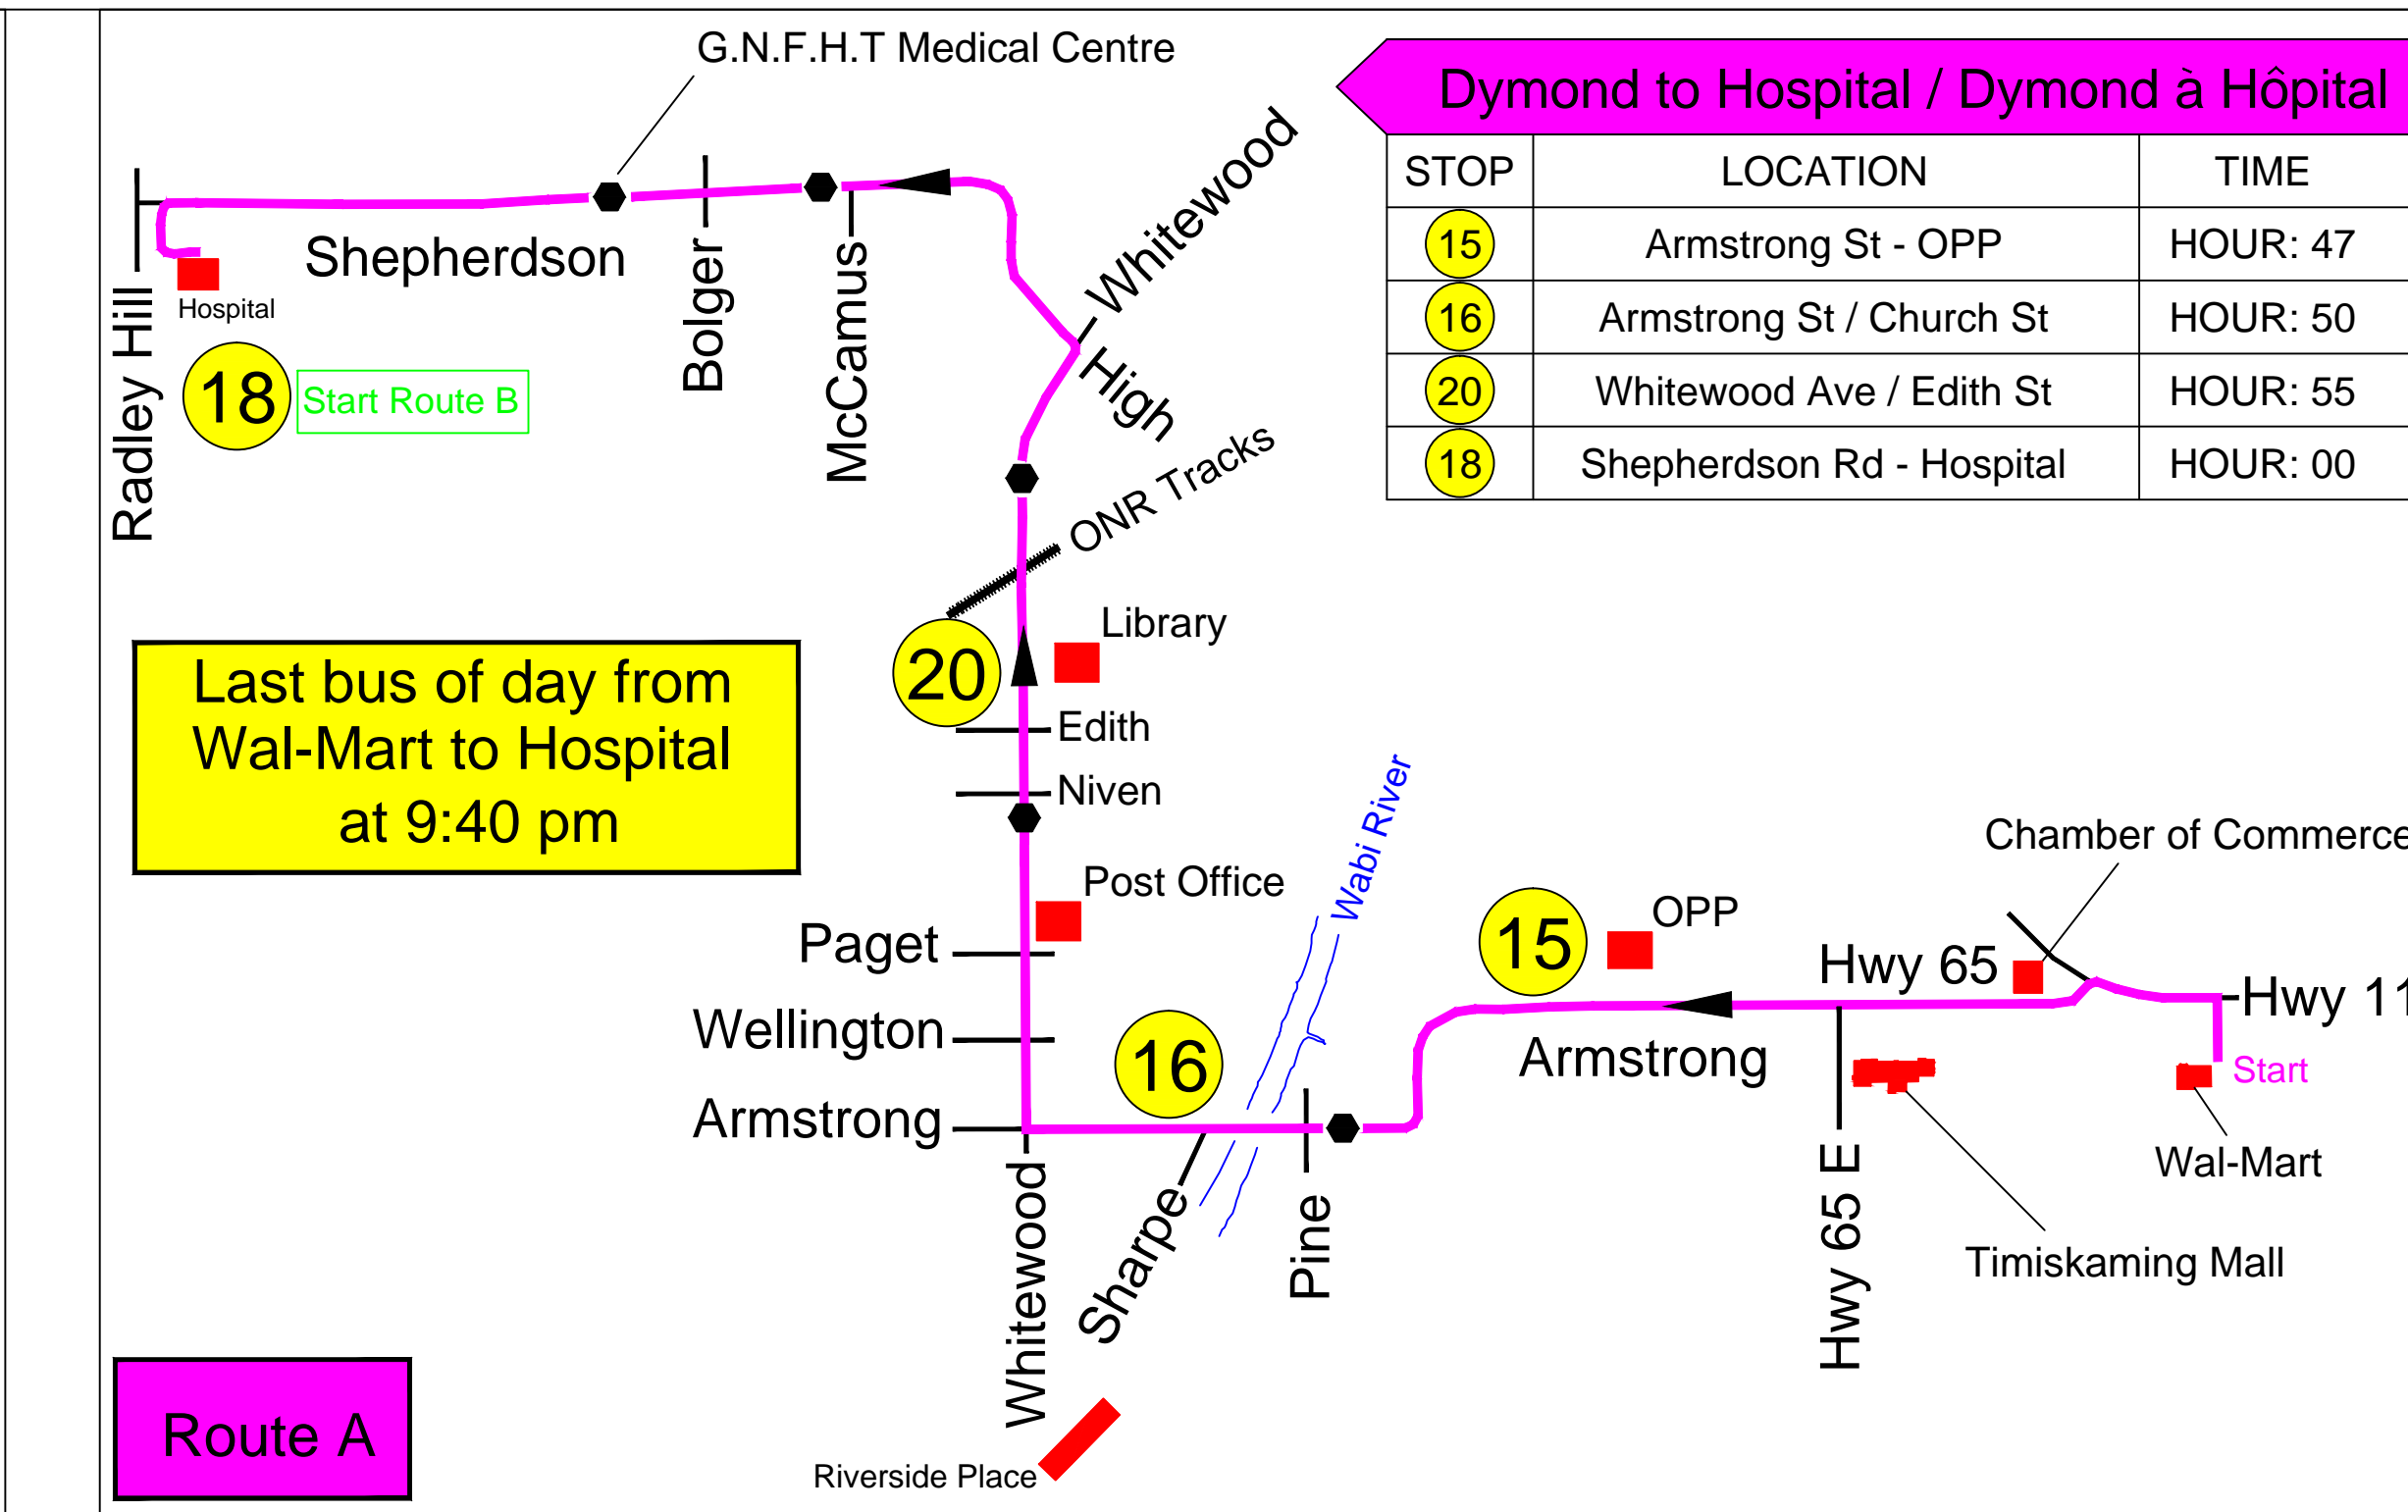 G.N.F.H.T Medical Centre
Dymond to Hospital / Dymond à Hôpital
STOP LOCATION TIME
15 Armstrong St - OPP HOUR: 47
16 Armstrong St / Church St HOUR: 50
20 Whitewood Ave / Edith St HOUR: 55
18 Shepherdson Rd - Hospital HOUR: 00
Whitewood
Shepherdson
Hospital
Radley Hill
Bolger
McCamus
High
18
Start Route B
ONR Tracks
Library
20
Last bus of day from
Wal-Mart to Hospital
at 9:40 pm
Edith
Niven
Wabi River
Chamber of Commerce
Post Office
OPP
15
Paget
Hwy 65
Hwy 11
Wellington
16
Armstrong
Start
Armstrong
Wal-Mart
Whitewood
Sharpe
Pine
Hwy 65 E
Timiskaming Mall
Route A
Riverside Place